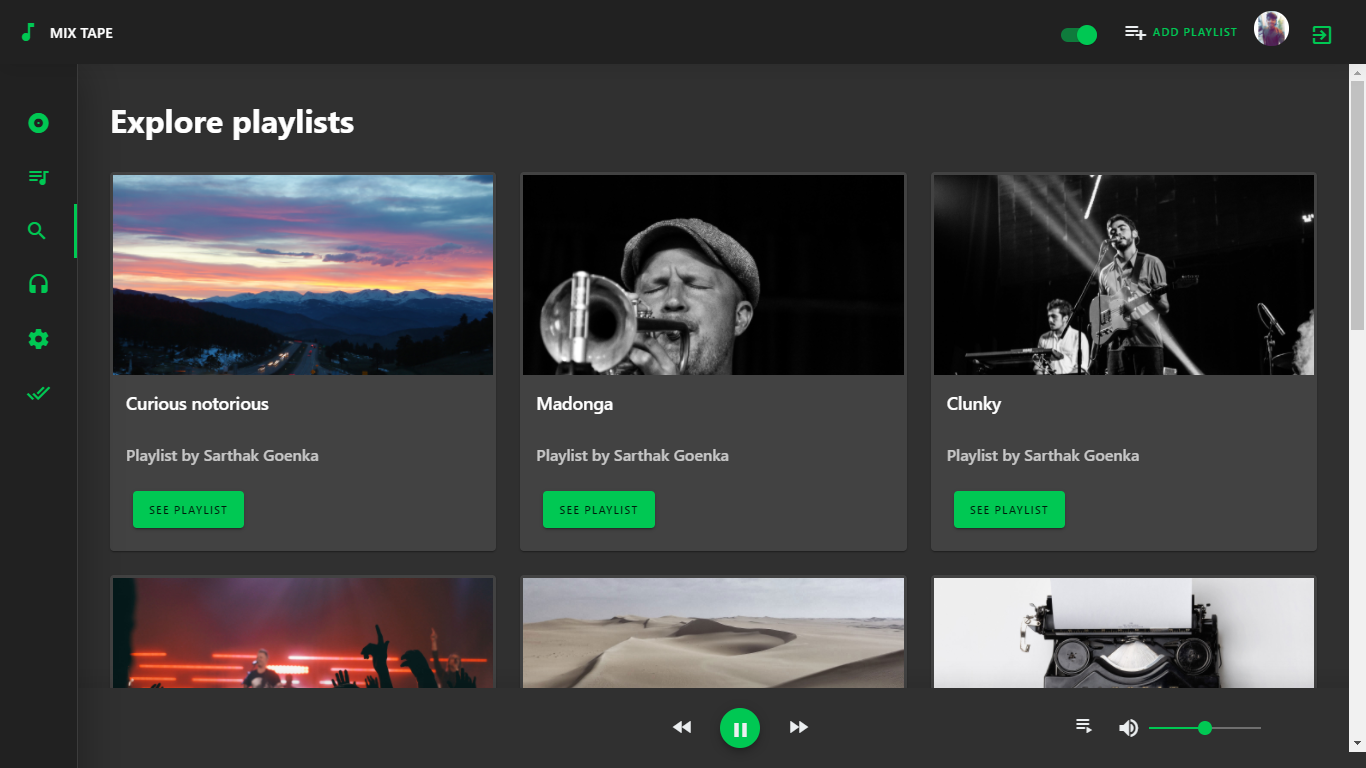 MIX TAPE
ADD PLAYLIST
Explore playlists
Curious notorious
Playlist by Sarthak Goenka
SEE PLAYLIST
Madonga
Playlist by Sarthak Goenka
SEE PLAYLIST
Clunky
Playlist by Sarthak Goenka
SEE PLAYLIST